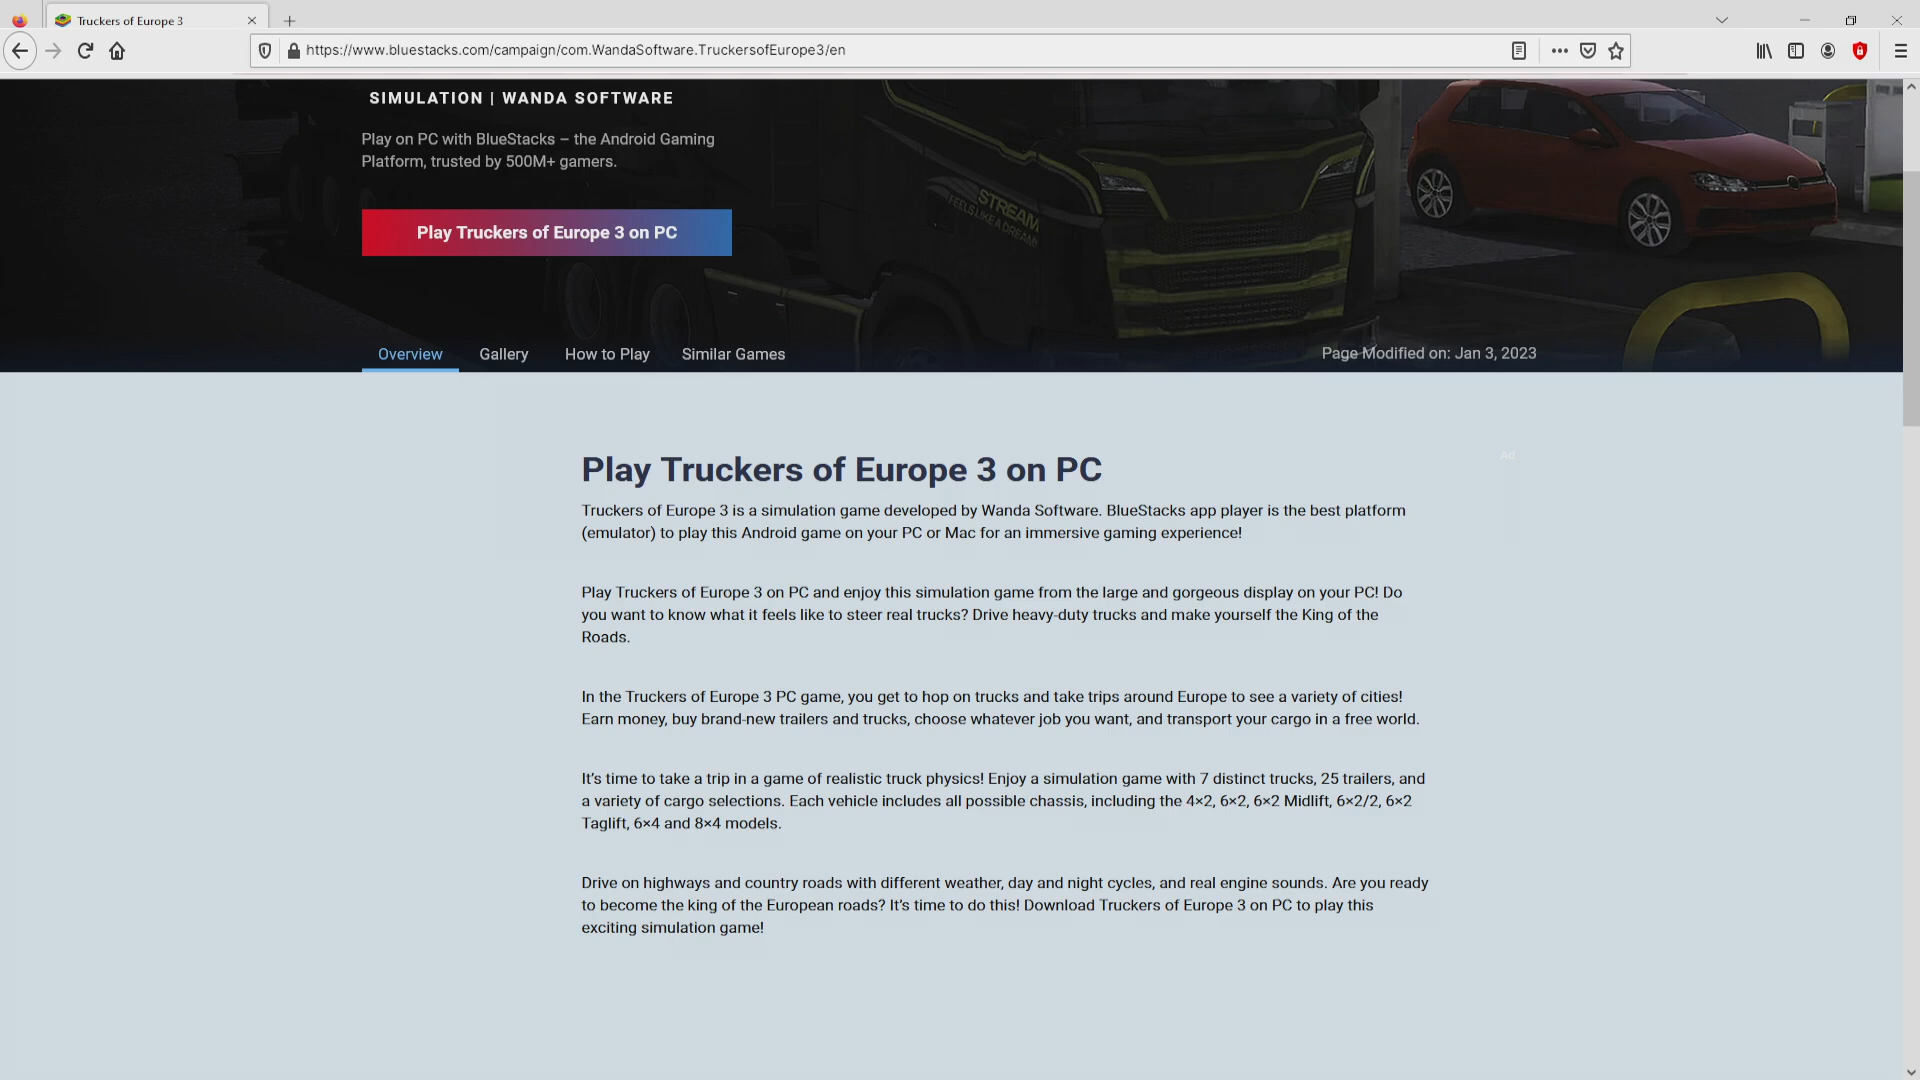 Truckers of Europe 3
https://www.bluestacks.com/campaign/com.WandaSoftware.TruckersofEurope3/en
SIMULATION | WANDA SOFTWARE
Play on PC with BlueStacks – the Android Gaming
Platform, trusted by 500M+ gamers.
STREAM
FEELS LIKE A DREAM
Play Truckers of Europe 3 on PC
Overview
Gallery
How to Play
Similar Games
Page Modified on: Jan 3, 2023
Play Truckers of Europe 3 on PC
Ad
Truckers of Europe 3 is a simulation game developed by Wanda Software. BlueStacks app player is the best platform
(emulator) to play this Android game on your PC or Mac for an immersive gaming experience!
Play Truckers of Europe 3 on PC and enjoy this simulation game from the large and gorgeous display on your PC! Do
you want to know what it feels like to steer real trucks? Drive heavy-duty trucks and make yourself the King of the
Roads.
In the Truckers of Europe 3 PC game, you get to hop on trucks and take trips around Europe to see a variety of cities!
Earn money, buy brand-new trailers and trucks, choose whatever job you want, and transport your cargo in a free world.
It’s time to take a trip in a game of realistic truck physics! Enjoy a simulation game with 7 distinct trucks, 25 trailers, and
a variety of cargo selections. Each vehicle includes all possible chassis, including the 4×2, 6×2, 6×2 Midlift, 6×2/2, 6×2
Taglift, 6×4 and 8×4 models.
Drive on highways and country roads with different weather, day and night cycles, and real engine sounds. Are you ready
to become the king of the European roads? It’s time to do this! Download Truckers of Europe 3 on PC to play this
exciting simulation game!